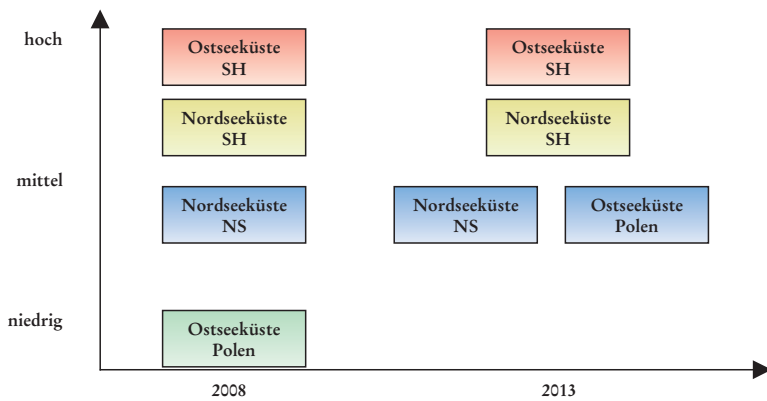 hoch
Ostseeküste
SH
Ostseeküste
SH
Nordseeküste
SH
Nordseeküste
SH
mittel
Nordseeküste
NS
Nordseeküste
NS
Ostseeküste
Polen
niedrig
Ostseeküste
Polen
2008
2013